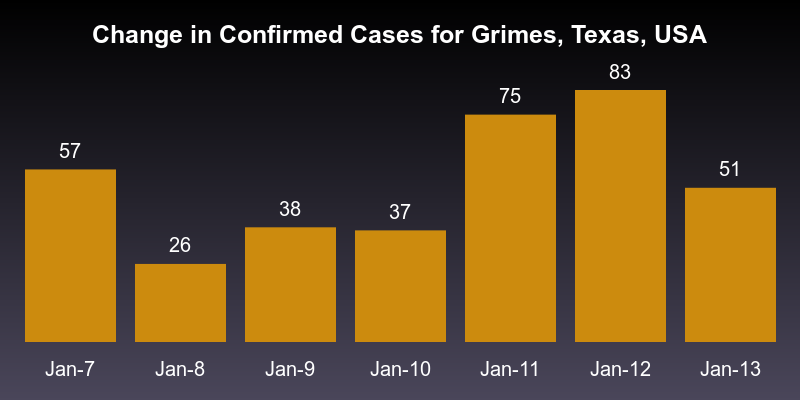 Change in Confirmed Cases for Grimes, Texas, USA
57
26
38
37
75
83
51
Jan-7
Jan-8
Jan-9
Jan-10
Jan-11
Jan-12
Jan-13